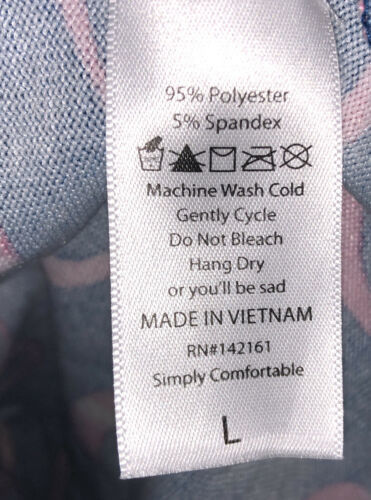 95% Polyester
5% Spandex
Machine Wash Cold
Gently Cycle
Do Not Bleach
Hang Dry
or you'll be sad
MADE IN VIETNAM
RN#142161
Simply Comfortable
L